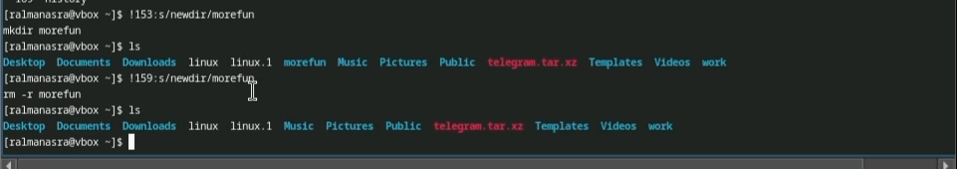 [ralmanasra@vbox ~]$ !153:s/newdir/morefun
mkdir morefun
[ralmanasra@vbox ~]$ ls
Desktop Documents Downloads linux linux.1 morefun Music Pictures Public telegram.tar.xz Templates Videos work
[ralmanasra@vbox ~]$ !159:s/newdir/morefun
rm -r morefun
[ralmanasra@vbox ~]$ ls
Desktop Documents Downloads linux linux.1 Music Pictures Public telegram.tar.xz Templates Videos work
[ralmanasra@vbox ~]$